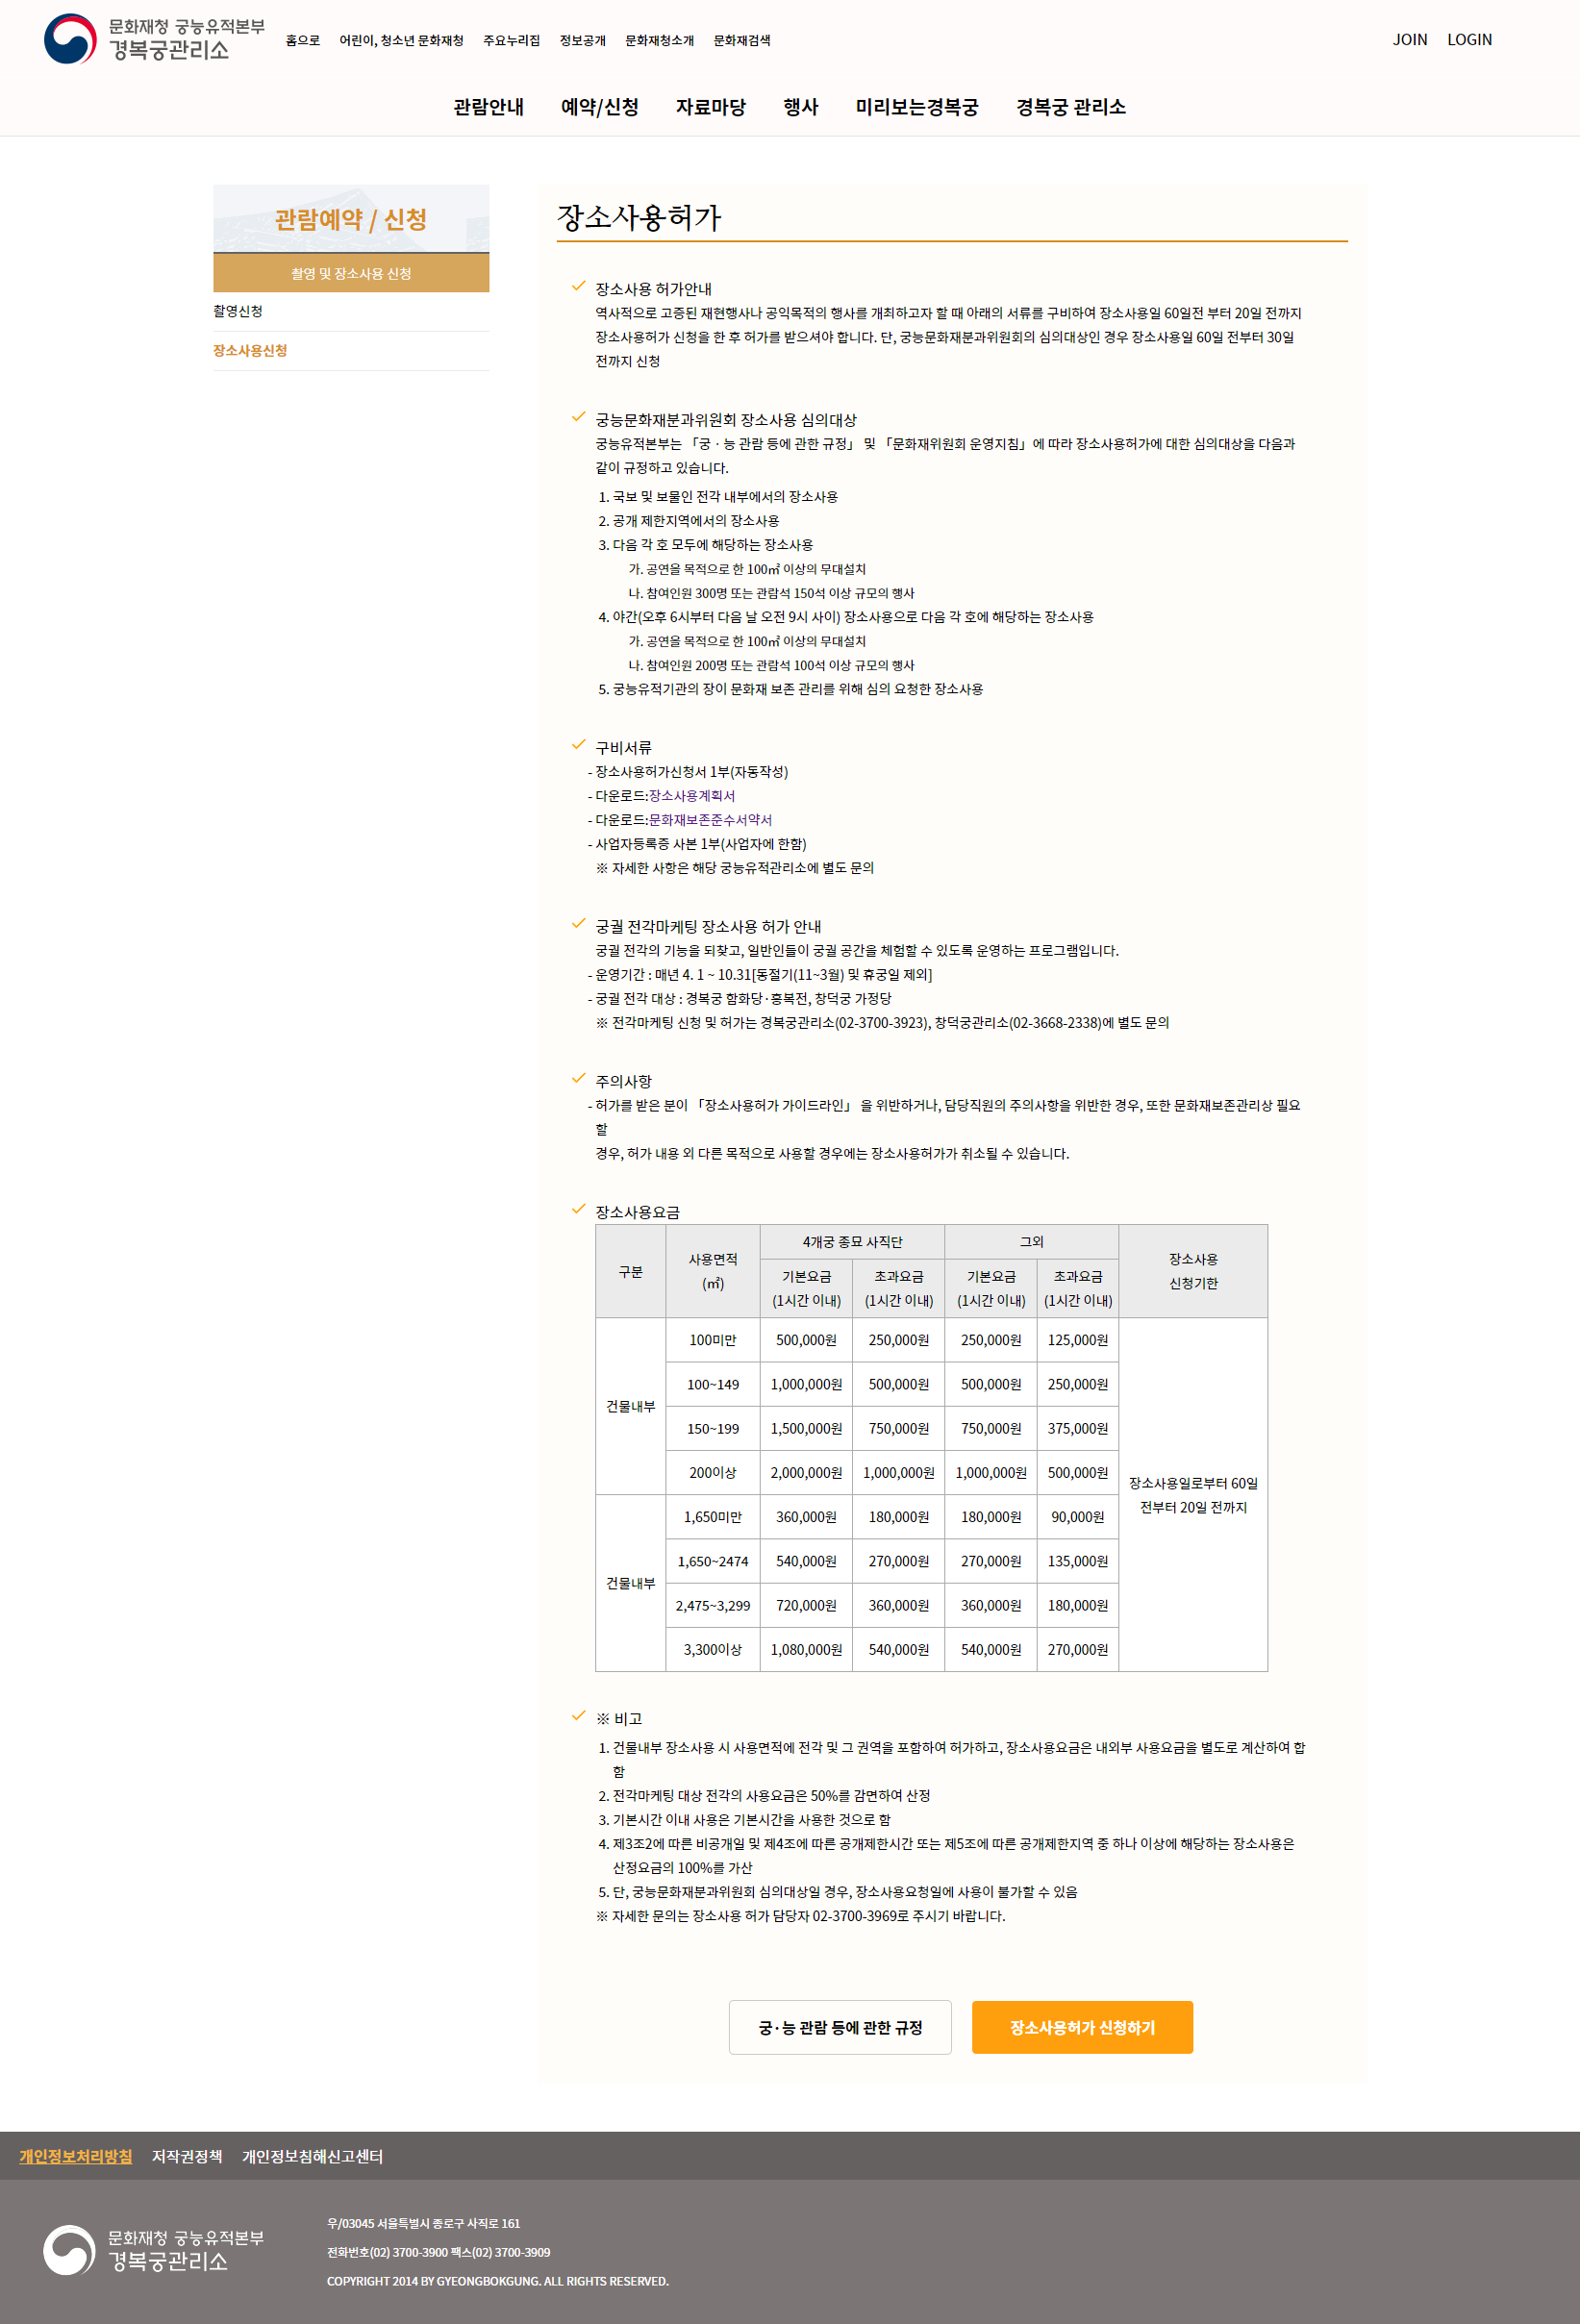 문화재청 궁능유적본부
경복궁관리소
홈으로 어린이, 청소년 문화재청 주요누리집 정보공개 문화재청소개 문화재검색
JOIN LOGIN
관람안내 예약/신청 자료마당 행사 미리보는경복궁 경복궁 관리소
관람예약 / 신청
촬영 및 장소사용 신청
촬영신청
장소사용신청
장소사용허가
장소사용 허가안내
역사적으로 고증된 재현행사나 공익목적의 행사를 개최하고자 할 때 아래의 서류를 구비하여 장소사용일 60일전 부터 20일 전까지
장소사용허가 신청을 한 후 허가를 받으셔야 합니다. 단, 궁능문화재분과위원회의 심의대상인 경우 장소사용일 60일 전부터 30일
전까지 신청
궁능문화재분과위원회 장소사용 심의대상
궁능유적본부는 「궁 · 능 관람 등에 관한 규정」 및 「문화재위원회 운영지침」에 따라 장소사용허가에 대한 심의대상을 다음과
같이 규정하고 있습니다.
1. 국보 및 보물인 전각 내부에서의 장소사용
2. 공개 제한지역에서의 장소사용
3. 다음 각 호 모두에 해당하는 장소사용
가. 공연을 목적으로 한 100㎡ 이상의 무대설치
나. 참여인원 300명 또는 관람석 150석 이상 규모의 행사
4. 야간(오후 6시부터 다음 날 오전 9시 사이) 장소사용으로 다음 각 호에 해당하는 장소사용
가. 공연을 목적으로 한 100㎡ 이상의 무대설치
나. 참여인원 200명 또는 관람석 100석 이상 규모의 행사
5. 궁능유적기관의 장이 문화재 보존 관리를 위해 심의 요청한 장소사용
구비서류
- 장소사용허가신청서 1부(자동작성)
- 다운로드:장소사용계획서
- 다운로드:문화재보존준수서약서
- 사업자등록증 사본 1부(사업자에 한함)
※ 자세한 사항은 해당 궁능유적관리소에 별도 문의
궁궐 전각마케팅 장소사용 허가 안내
궁궐 전각의 기능을 되찾고, 일반인들이 궁궐 공간을 체험할 수 있도록 운영하는 프로그램입니다.
- 운영기간 : 매년 4. 1 ~ 10.31[동절기(11~3월) 및 휴궁일 제외]
- 궁궐 전각 대상 : 경복궁 함화당·흥복전, 창덕궁 가정당
※ 전각마케팅 신청 및 허가는 경복궁관리소(02-3700-3923), 창덕궁관리소(02-3668-2338)에 별도 문의
주의사항
- 허가를 받은 분이 「장소사용허가 가이드라인」 을 위반하거나, 담당직원의 주의사항을 위반한 경우, 또한 문화재보존관리상 필요
할
경우, 허가 내용 외 다른 목적으로 사용할 경우에는 장소사용허가가 취소될 수 있습니다.
장소사용요금
구분 사용면적 (㎡) 4개궁 종묘 사직단 그외 장소사용 신청기한
기본요금 초과요금 기본요금 초과요금
(1시간 이내) (1시간 이내) (1시간 이내) (1시간 이내)
건물내부 100미만 500,000원 250,000원 250,000원 125,000원
100~149 1,000,000원 500,000원 500,000원 250,000원
150~199 1,500,000원 750,000원 750,000원 375,000원
200이상 2,000,000원 1,000,000원 1,000,000원 500,000원
장소사용일로부터 60일
전부터 20일 전까지
건물내부 1,650미만 360,000원 180,000원 180,000원 90,000원
1,650~2474 540,000원 270,000원 270,000원 135,000원
2,475~3,299 720,000원 360,000원 360,000원 180,000원
3,300이상 1,080,000원 540,000원 540,000원 270,000원
※ 비고
1. 건물내부 장소사용 시 사용면적에 전각 및 그 권역을 포함하여 허가하고, 장소사용요금은 내외부 사용요금을 별도로 계산하여 합
함
2. 전각마케팅 대상 전각의 사용요금은 50%를 감면하여 산정
3. 기본시간 이내 사용은 기본시간을 사용한 것으로 함
4. 제3조2에 따른 비공개일 및 제4조에 따른 공개제한시간 또는 제5조에 따른 공개제한지역 중 하나 이상에 해당하는 장소사용은
산정요금의 100%를 가산
5. 단, 궁능문화재분과위원회 심의대상일 경우, 장소사용요청일에 사용이 불가할 수 있음
※ 자세한 문의는 장소사용 허가 담당자 02-3700-3969로 주시기 바랍니다.
궁·능 관람 등에 관한 규정
장소사용허가 신청하기
개인정보처리방침 저작권정책 개인정보침해신고센터
문화재청 궁능유적본부
경복궁관리소
우/03045 서울특별시 종로구 사직로 161
전화번호(02) 3700-3900 팩스(02) 3700-3909
COPYRIGHT 2014 BY GYEONGBOKGUNG. ALL RIGHTS RESERVED.